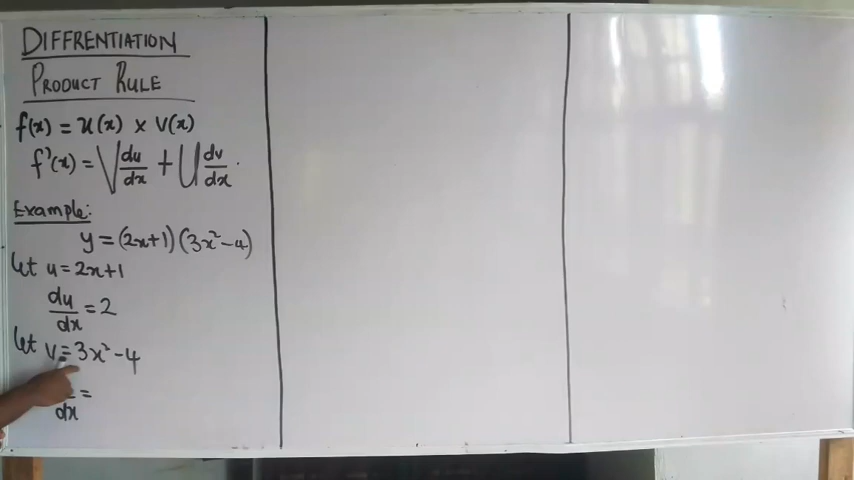 DIFFRENTIATION
PRODUCT RULE
f(x) = u(x) × v(x)
f'(x) = V du/dx + U dv/dx.
Example:
y = (2x+1)(3x²-4)
let u = 2x+1
du/dx = 2
let v = 3x²-4
dx =